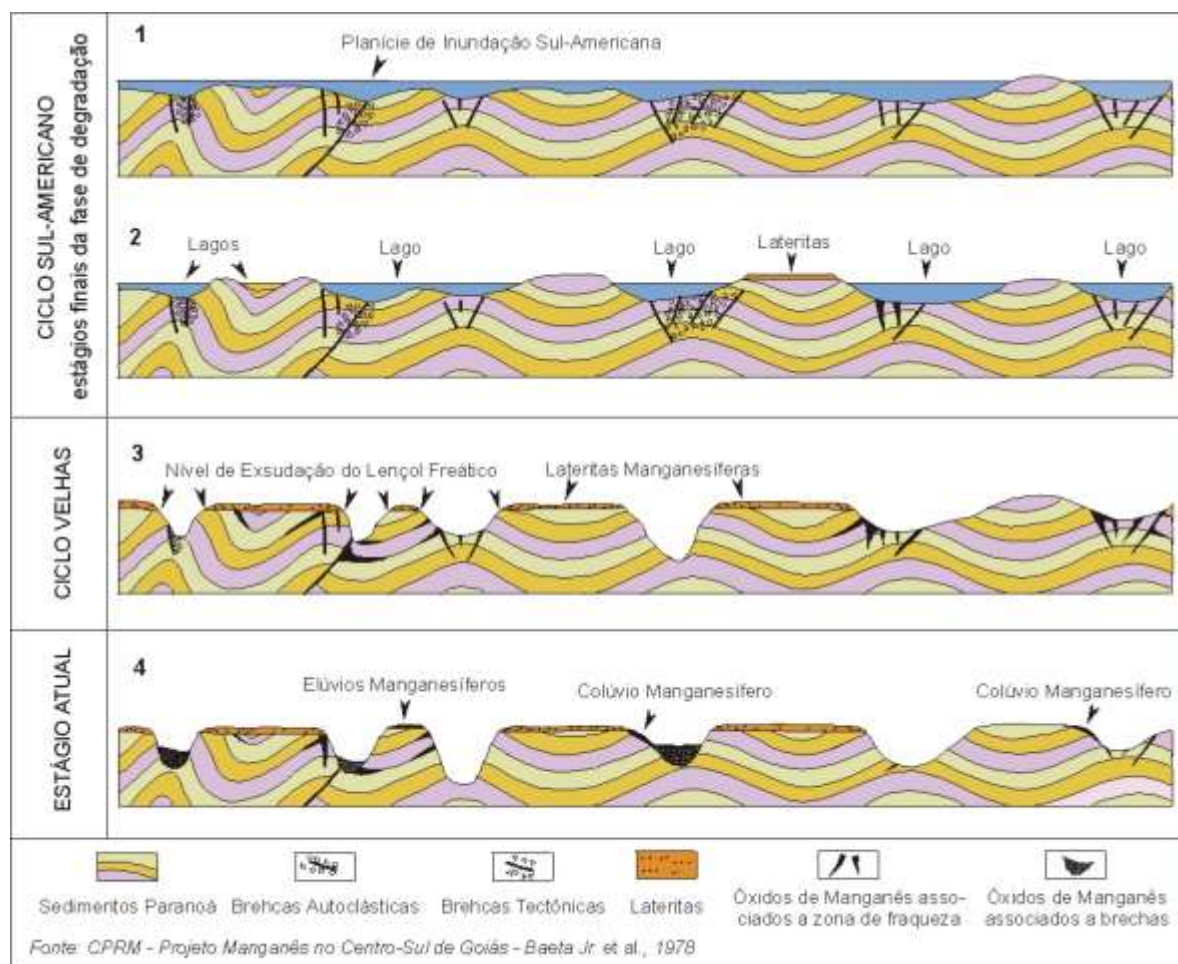 CICLO SUL-AMERICANO
estágios finais da fase de degradação
1
Planície de Inundação Sul-Americana
2
Lagos
Lago
Lago
Lateritas
Lago
Lago
CICLO VELHAS
3
Nível de Exsudação do Lençol Freático
Lateritas Manganesíferas
ESTÁGIO ATUAL
4
Elúvios Manganesíferos
Colúvio Manganesífero
Colúvio Manganesífero
Sedimentos Paranoá
Brehcas Autoclásticas
Brehcas Tectônicas
Lateritas
Óxidos de Manganês asso-
ciados a zona de fraqueza
Óxidos de Manganês
associados a brechas
Fonte: CPRM - Projeto Manganês no Centro-Sul de Goiás - Baeta Jr. et al., 1978